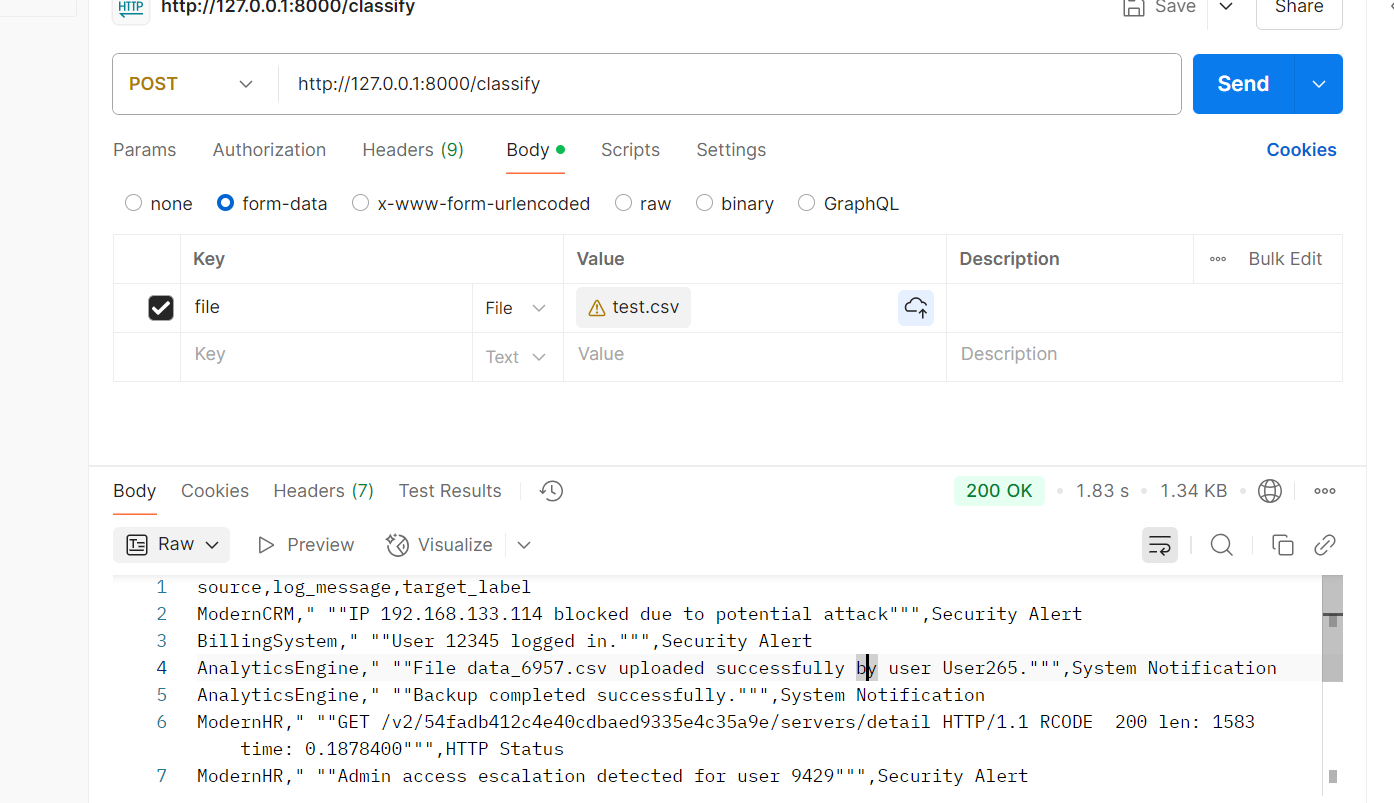 HTTP http://127.0.0.1:8000/classify Save Share
POST http://127.0.0.1:8000/classify Send
Params Authorization Headers (9) Body Scripts Settings Cookies
none form-data x-www-form-urlencoded raw binary GraphQL
Key Value Description Bulk Edit
file File test.csv
Key Text Value Description
Body Cookies Headers (7) Test Results 200 OK 1.83 s 1.34 KB
Raw Preview Visualize
1 source,log_message,target_label
2 ModernCRM," ""IP 192.168.133.114 blocked due to potential attack""",Security Alert
3 BillingSystem," ""User 12345 logged in.""",Security Alert
4 AnalyticsEngine," ""File data_6957.csv uploaded successfully by user User265.""",System Notification
5 AnalyticsEngine," ""Backup completed successfully.""",System Notification
6 ModernHR," ""GET /v2/54fadb412c4e40cdbaed9335e4c35a9e/servers/detail HTTP/1.1 RCODE  200 len: 1583
time: 0.1878400""",HTTP Status
7 ModernHR," ""Admin access escalation detected for user 9429""",Security Alert